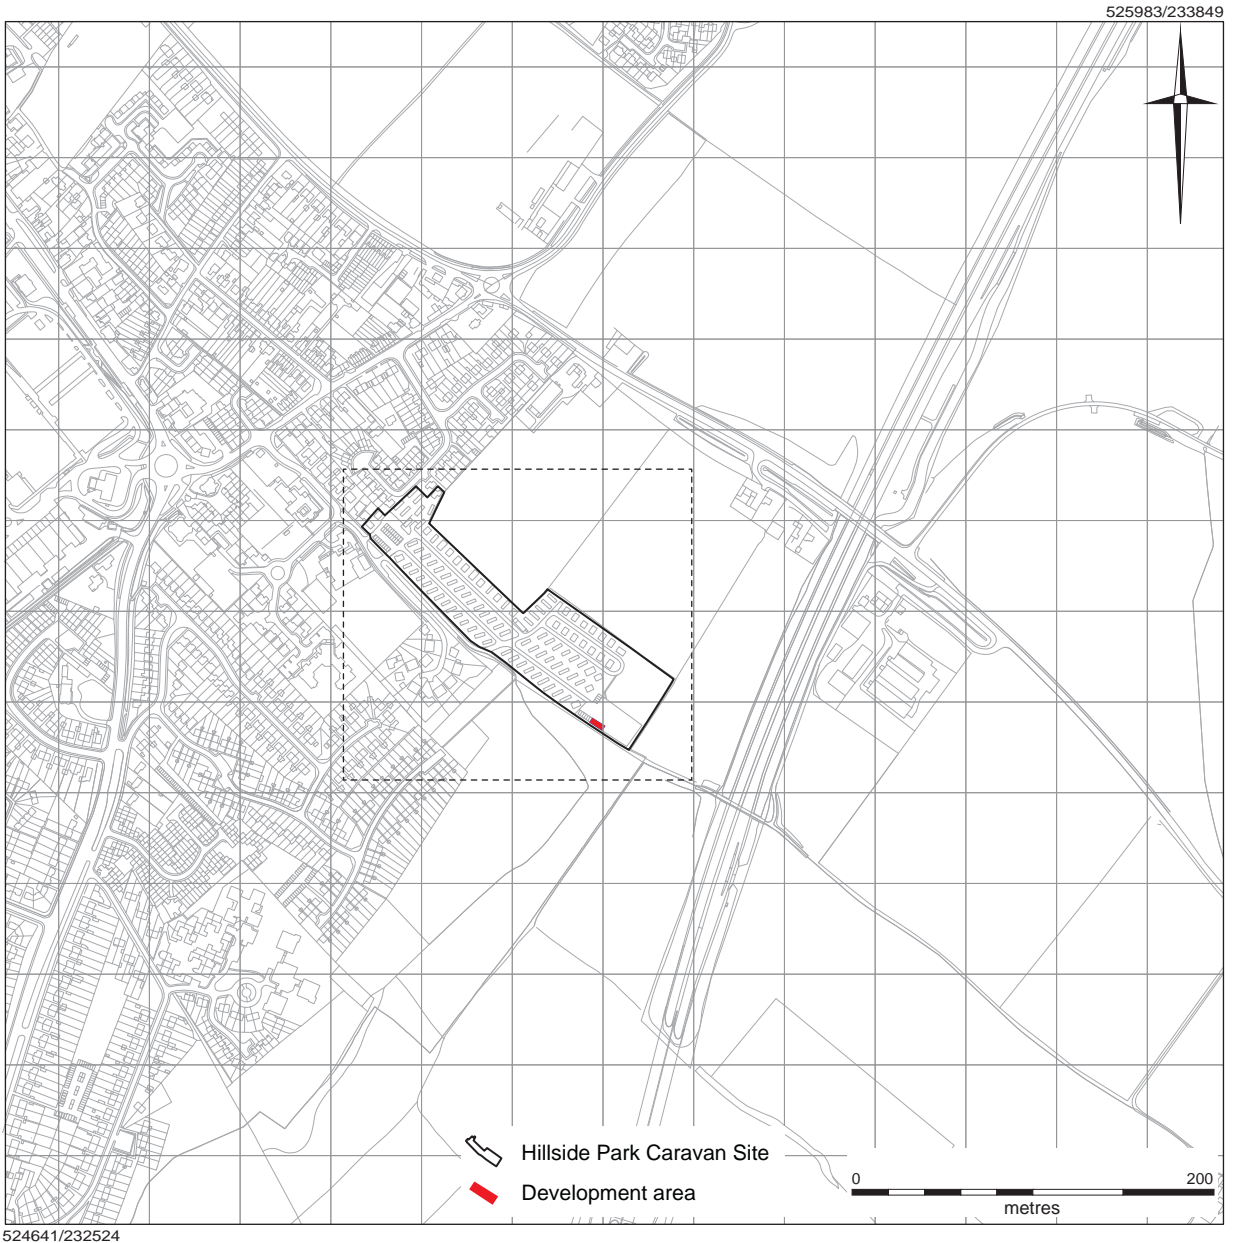 525983/233849
Hillside Park Caravan Site
Development area
0 200
metres
524641/232524